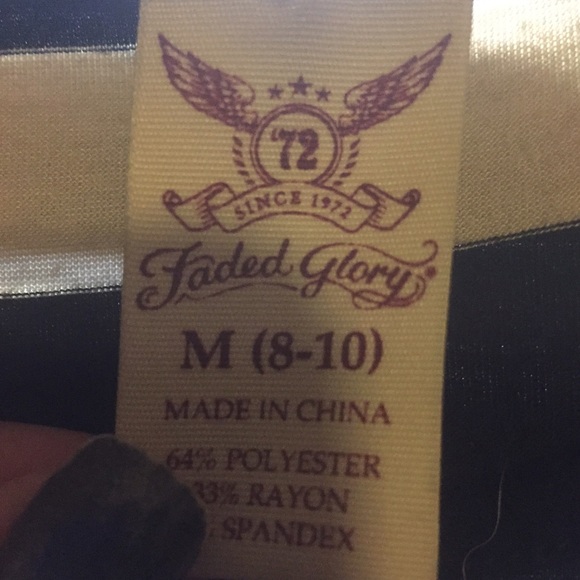 '72
SINCE 1972
Faded Glory®
M (8-10)
MADE IN CHINA
64% POLYESTER
33% RAYON
SPANDEX